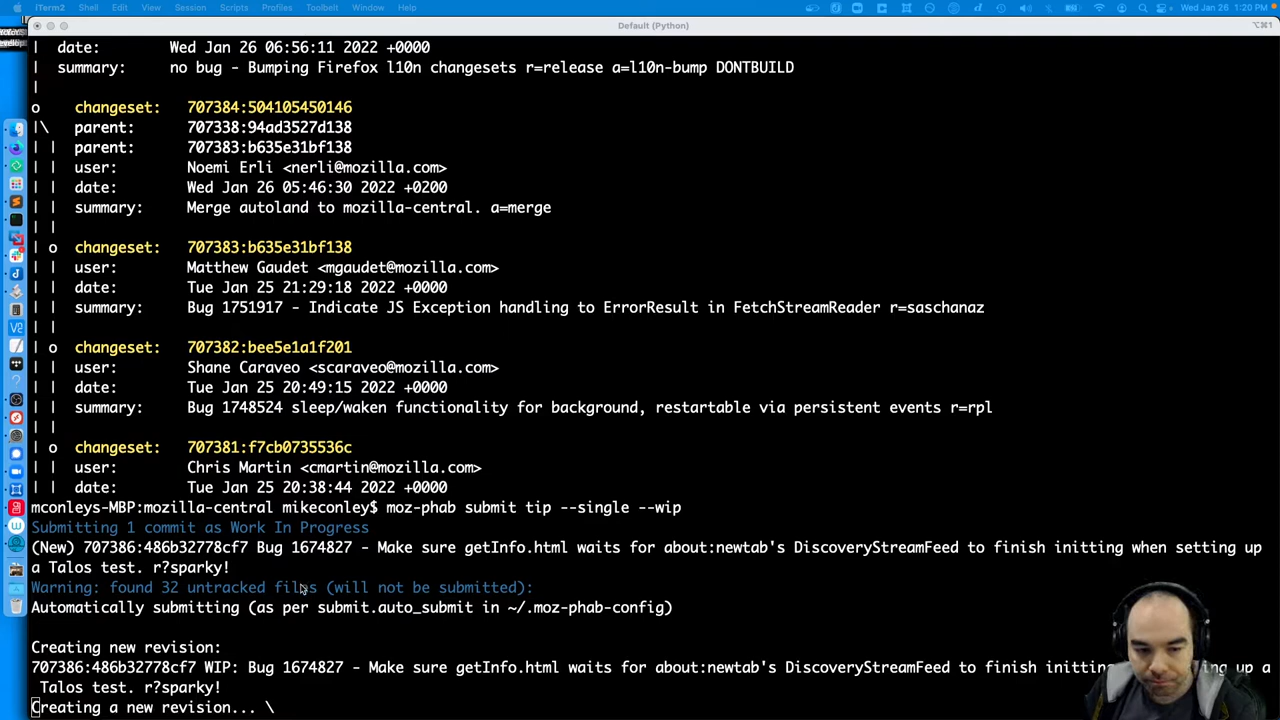 iTerm2 Shell Edit View Session Scripts Profiles Toolbelt Window Help Wed Jan 26 1:20 PM
Default (Python) ⌥⌘1
| date: Wed Jan 26 06:56:11 2022 +0000
| summary: no bug - Bumping Firefox l10n changesets r=release a=l10n-bump DONTBUILD
|
o changeset: 707384:504105450146
|\ parent: 707338:94ad3527d138
| | parent: 707383:b635e31bf138
| | user: Noemi Erli <nerli@mozilla.com>
| | date: Wed Jan 26 05:46:30 2022 +0200
| | summary: Merge autoland to mozilla-central. a=merge
| |
| o changeset: 707383:b635e31bf138
| | user: Matthew Gaudet <mgaudet@mozilla.com>
| | date: Tue Jan 25 21:29:18 2022 +0000
| | summary: Bug 1751917 - Indicate JS Exception handling to ErrorResult in FetchStreamReader r=saschanaz
| |
| o changeset: 707382:bee5e1a1f201
| | user: Shane Caraveo <scaraveo@mozilla.com>
| | date: Tue Jan 25 20:49:15 2022 +0000
| | summary: Bug 1748524 sleep/waken functionality for background, restartable via persistent events r=rpl
| |
| o changeset: 707381:f7cb0735536c
| | user: Chris Martin <cmartin@mozilla.com>
| | date: Tue Jan 25 20:38:44 2022 +0000
mconleys-MBP:mozilla-central mikeconley$ moz-phab submit tip --single --wip
Submitting 1 commit as Work In Progress
(New) 707386:486b32778cf7 Bug 1674827 - Make sure getInfo.html waits for about:newtab's DiscoveryStreamFeed to finish initting when setting up
a Talos test. r?sparky!
Warning: found 32 untracked files (will not be submitted):
Automatically submitting (as per submit.auto_submit in ~/.moz-phab-config)
Creating new revision:
707386:486b32778cf7 WIP: Bug 1674827 - Make sure getInfo.html waits for about:newtab's DiscoveryStreamFeed to finish initting up a
Talos test. r?sparky!
Creating a new revision... \